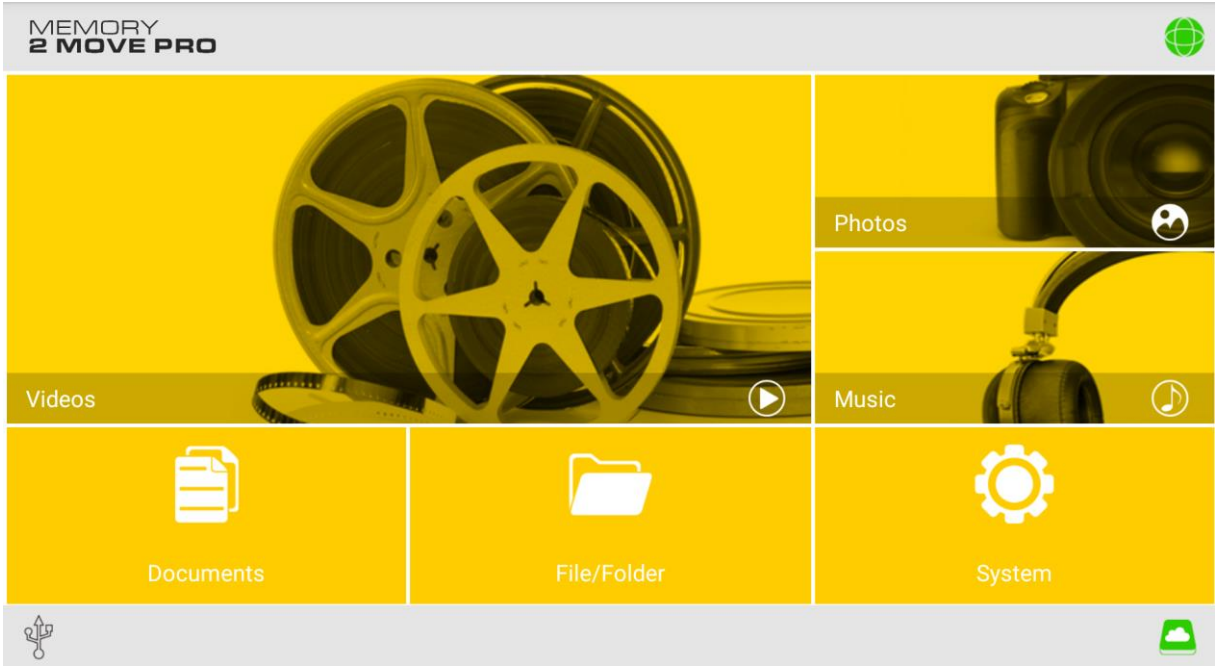 MEMORY
2 MOVE PRO
Photos
Videos
Music
Documents
File/Folder
System